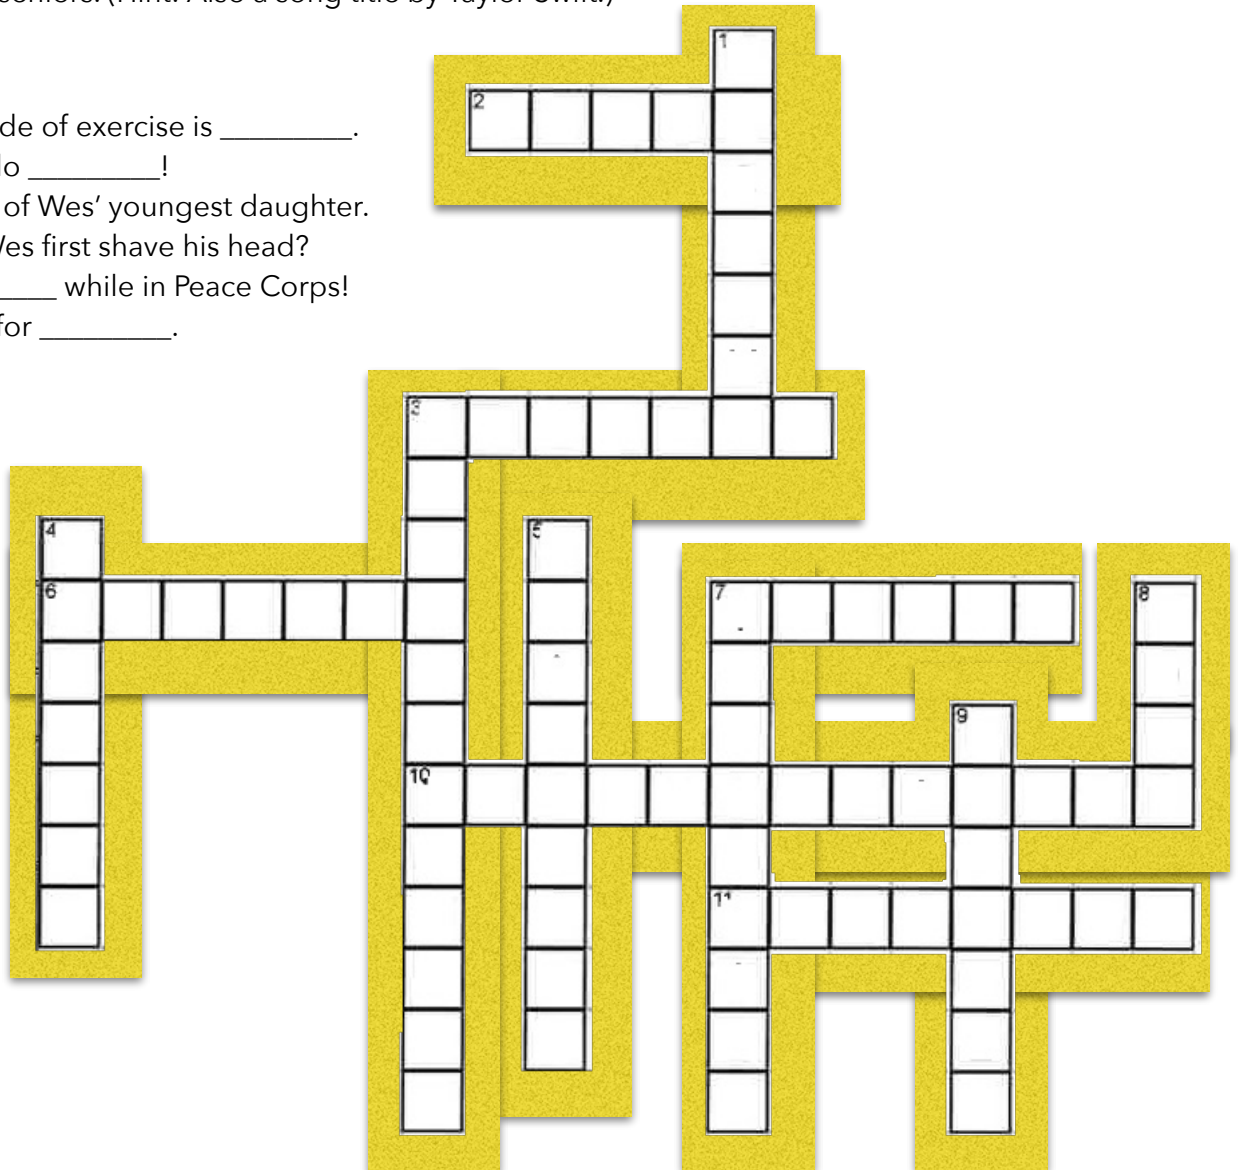 (Hint: Also a song title by Taylor Swift.)
de of exercise is _________.
lo _________!
of Wes’ youngest daughter.
Wes first shave his head?
____ while in Peace Corps!
for _________.
1
2
3
4
5
6
7
8
9
10
11